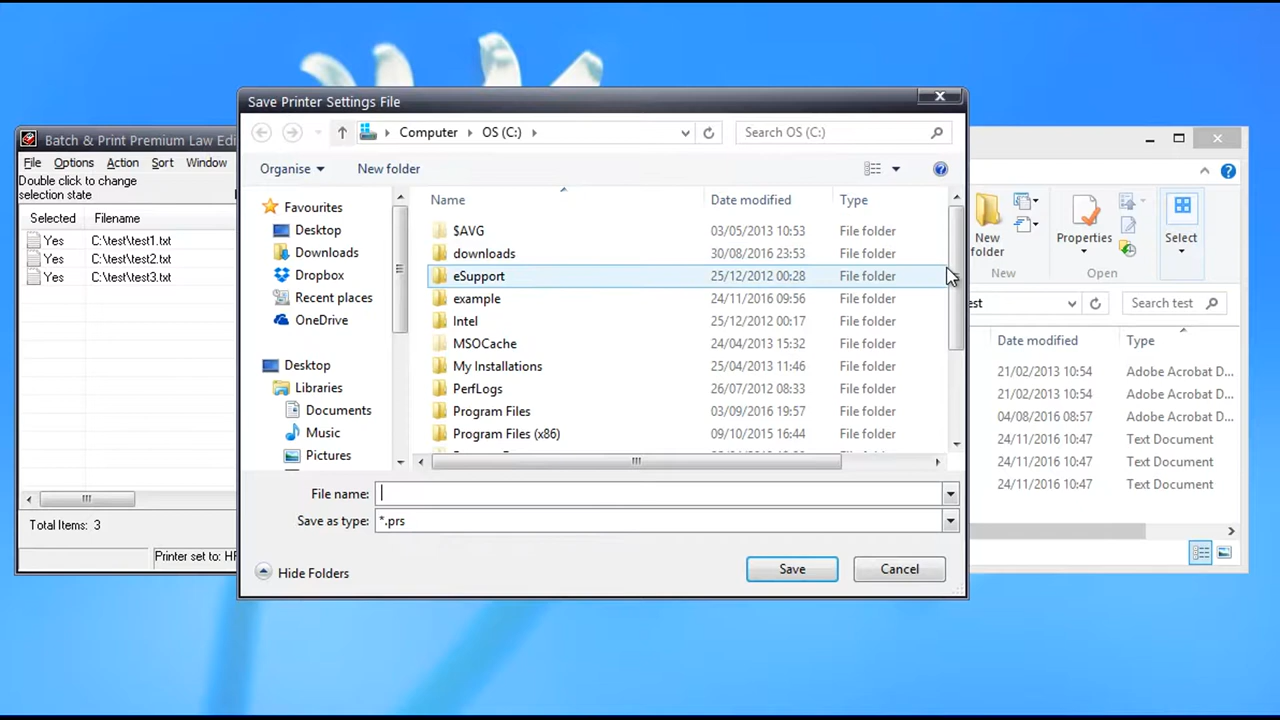 Save Printer Settings File
Computer OS (C:) Search OS (C:)
Organise New folder
Name Date modified Type
Favourites
Desktop
Downloads
Dropbox
Recent places
OneDrive
Desktop
Libraries
Documents
Music
Pictures
$AVG 03/05/2013 10:53 File folder
downloads 30/08/2016 23:53 File folder
eSupport 25/12/2012 00:28 File folder
example 24/11/2016 09:56 File folder
Intel 25/12/2012 00:17 File folder
MSOCache 24/04/2013 15:32 File folder
My Installations 25/04/2013 11:46 File folder
PerfLogs 26/07/2012 08:33 File folder
Program Files 03/09/2016 19:57 File folder
Program Files (x86) 09/10/2015 16:44 File folder
File name:
Save as type: *.prs
Hide Folders Save Cancel
Batch & Print Premium Law Edi
File Options Action Sort Window
Double click to change
selection state
Selected Filename
Yes C:\test\test1.txt
Yes C:\test\test2.txt
Yes C:\test\test3.txt
Total Items: 3
Printer set to: HP
New
folder
Properties
Select
New Open
est Search test
Date modified Type
21/02/2013 10:54 Adobe Acrobat D...
21/02/2013 10:54 Adobe Acrobat D...
04/08/2016 08:57 Adobe Acrobat D...
24/11/2016 10:47 Text Document
24/11/2016 10:47 Text Document
24/11/2016 10:47 Text Document